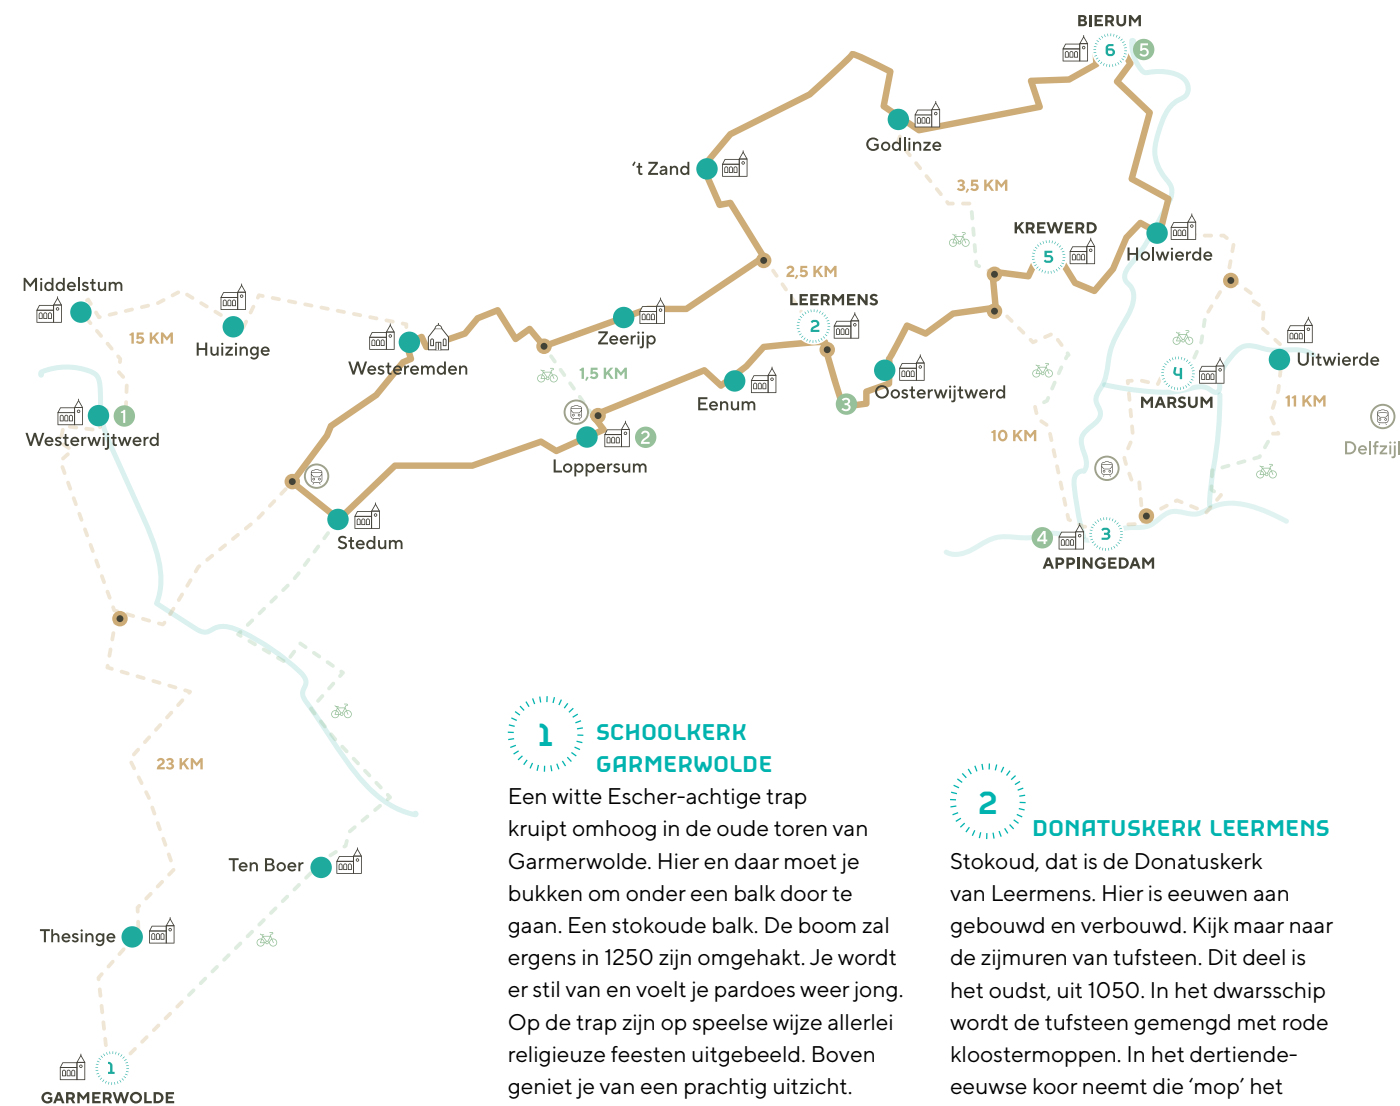 BIERUM
6
5
Godlinze
't Zand
3,5 KM
KREWERD
5
Holwierde
2,5 KM
LEERMENS
2
Middelstum
15 KM
Huizinge
Westeremden
Zeerijp
1,5 KM
Eenum
3
Oosterwijtwerd
4
MARSUM
Uitwierde
11 KM
Delfzijl
1
Westerwijtwerd
2
Loppersum
10 KM
Stedum
4
3
APPINGEDAM
23 KM
Ten Boer
Thesinge
1
GARMERWOLDE
1
SCHOOLKERK
GARMERWOLDE
Een witte Escher-achtige trap
kruipt omhoog in de oude toren van
Garmerwolde. Hier en daar moet je
bukken om onder een balk door te
gaan. Een stokoude balk. De boom zal
ergens in 1250 zijn omgehakt. Je wordt
er stil van en voelt je pardoes weer jong.
Op de trap zijn op speelse wijze allerlei
religieuze feesten uitgebeeld. Boven
geniet je van een prachtig uitzicht.
2
DONATUSKERK LEERMENS
Stokoud, dat is de Donatuskerk
van Leermens. Hier is eeuwen aan
gebouwd en verbouwd. Kijk maar naar
de zijmuren van tufsteen. Dit deel is
het oudst, uit 1050. In het dwarsschip
wordt de tufsteen gemengd met rode
kloostermoppen. In het dertiende-
eeuwse koor neemt die 'mop' het